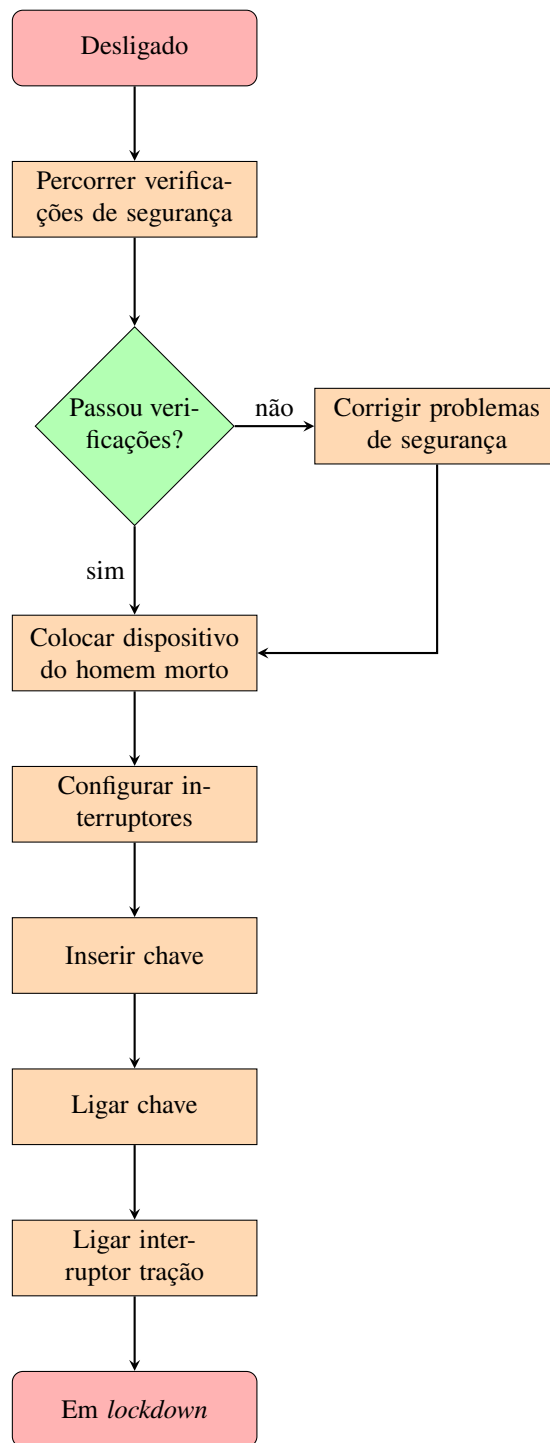 Desligado
Percorrer verifica-
ções de segurança
Passou veri-
ficações?
não
Corrigir problemas
de segurança
sim
Colocar dispositivo
do homem morto
Configurar in-
terruptores
Inserir chave
Ligar chave
Ligar inter-
ruptor tração
Em lockdown